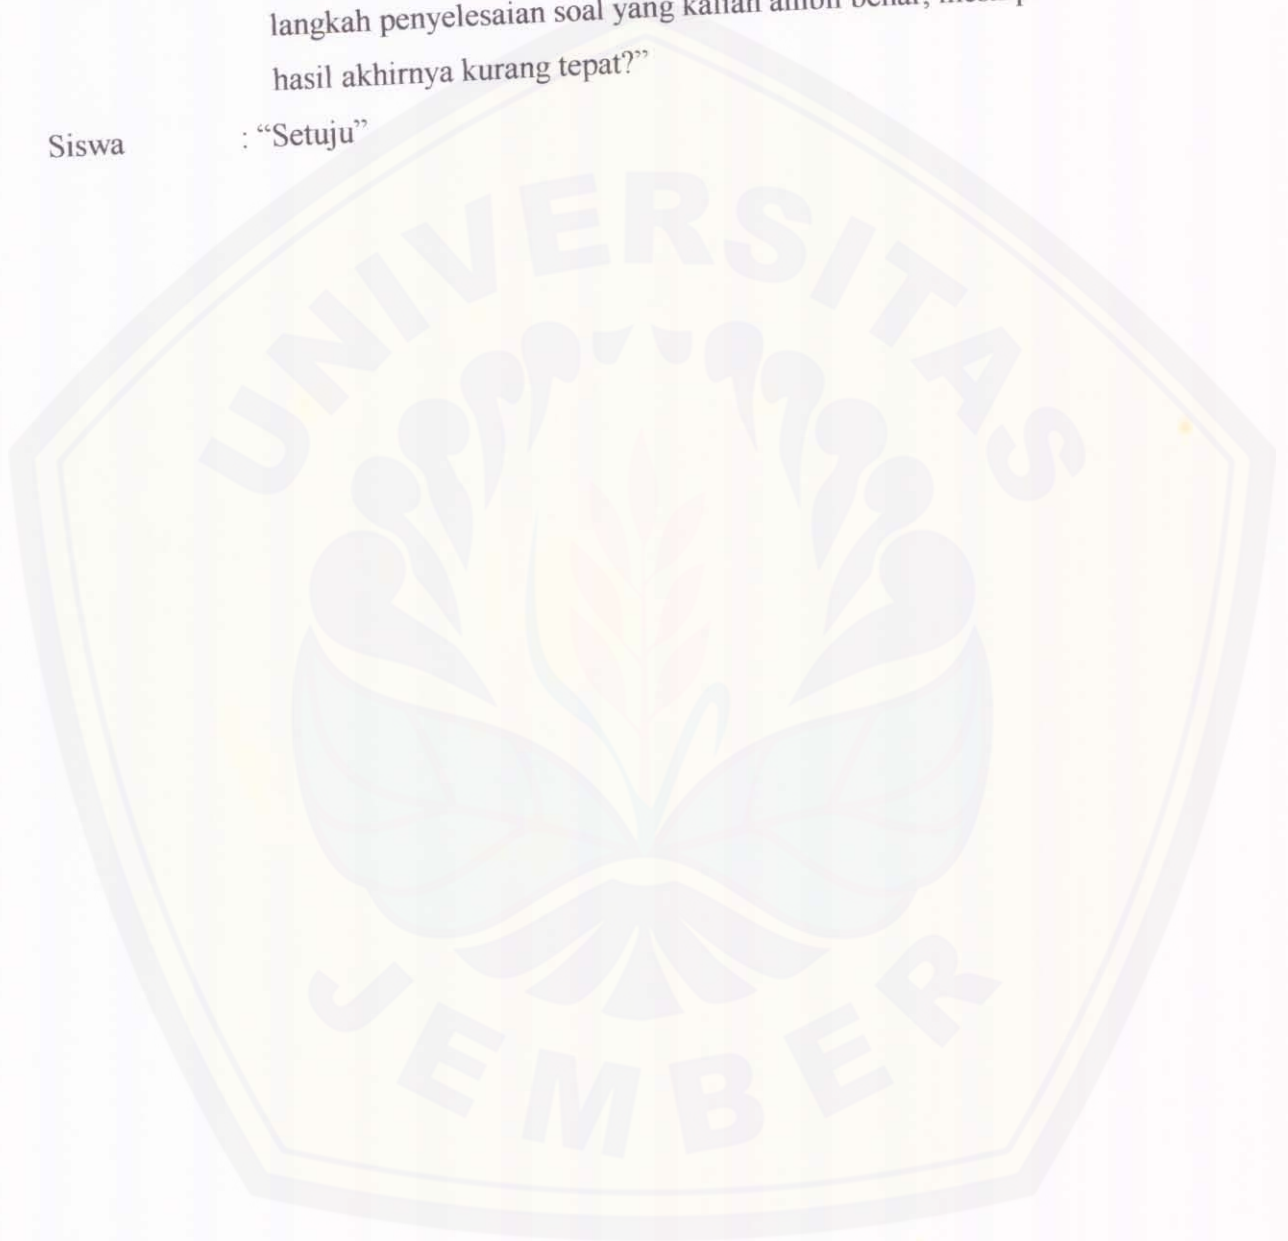 langkah penyelesaian soal yang kalian ambil benar,
hasil akhirnya kurang tepat?”
Siswa : “Setuju”
UNIVERSITAS
JEMBER